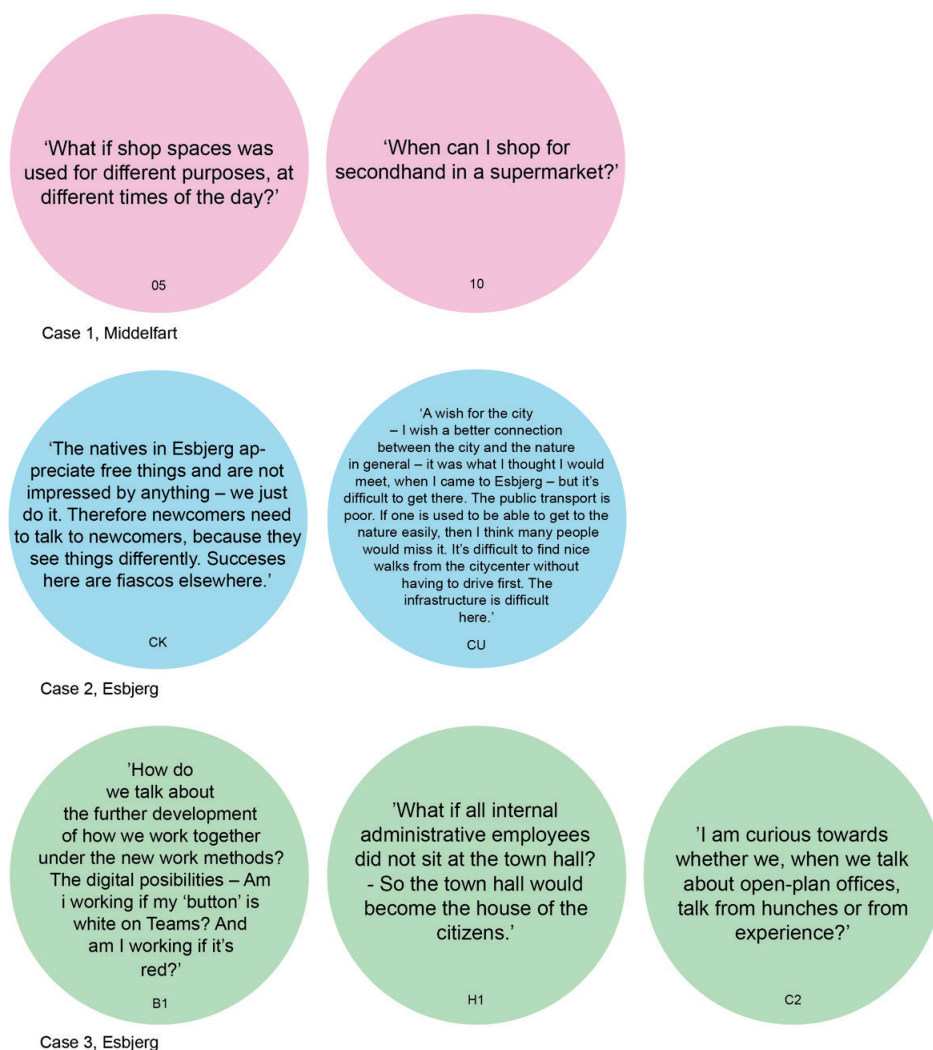 ‘What if shop spaces was
used for different purposes, at
different times of the day?’
05
‘When can I shop for
secondhand in a supermarket?’
10
Case 1, Middelfart
‘The natives in Esbjerg ap-
preciate free things and are not
impressed by anything – we just
do it. Therefore newcomers need
to talk to newcomers, because they
see things differently. Succeses
here are fiascos elsewhere.’
CK
‘A wish for the city
– I wish a better connection
between the city and the nature
in general – it was what I thought I would
meet, when I came to Esbjerg – but it’s
difficult to get there. The public transport is
poor. If one is used to be able to get to the
nature easily, then I think many people
would miss it. It’s difficult to find nice
walks from the citycenter without
having to drive first. The
infrastructure is difficult
here.’
CU
Case 2, Esbjerg
’How do
we talk about
the further development
of how we work together
under the new work methods?
The digital posibilities – Am
i working if my ‘button’ is
white on Teams? And
am I working if it’s
red?’
B1
’What if all internal
administrative employees
did not sit at the town hall?
- So the town hall would
become the house of the
citizens.’
H1
’I am curious towards
whether we, when we talk
about open-plan offices,
talk from hunches or from
experience?’
C2
Case 3, Esbjerg